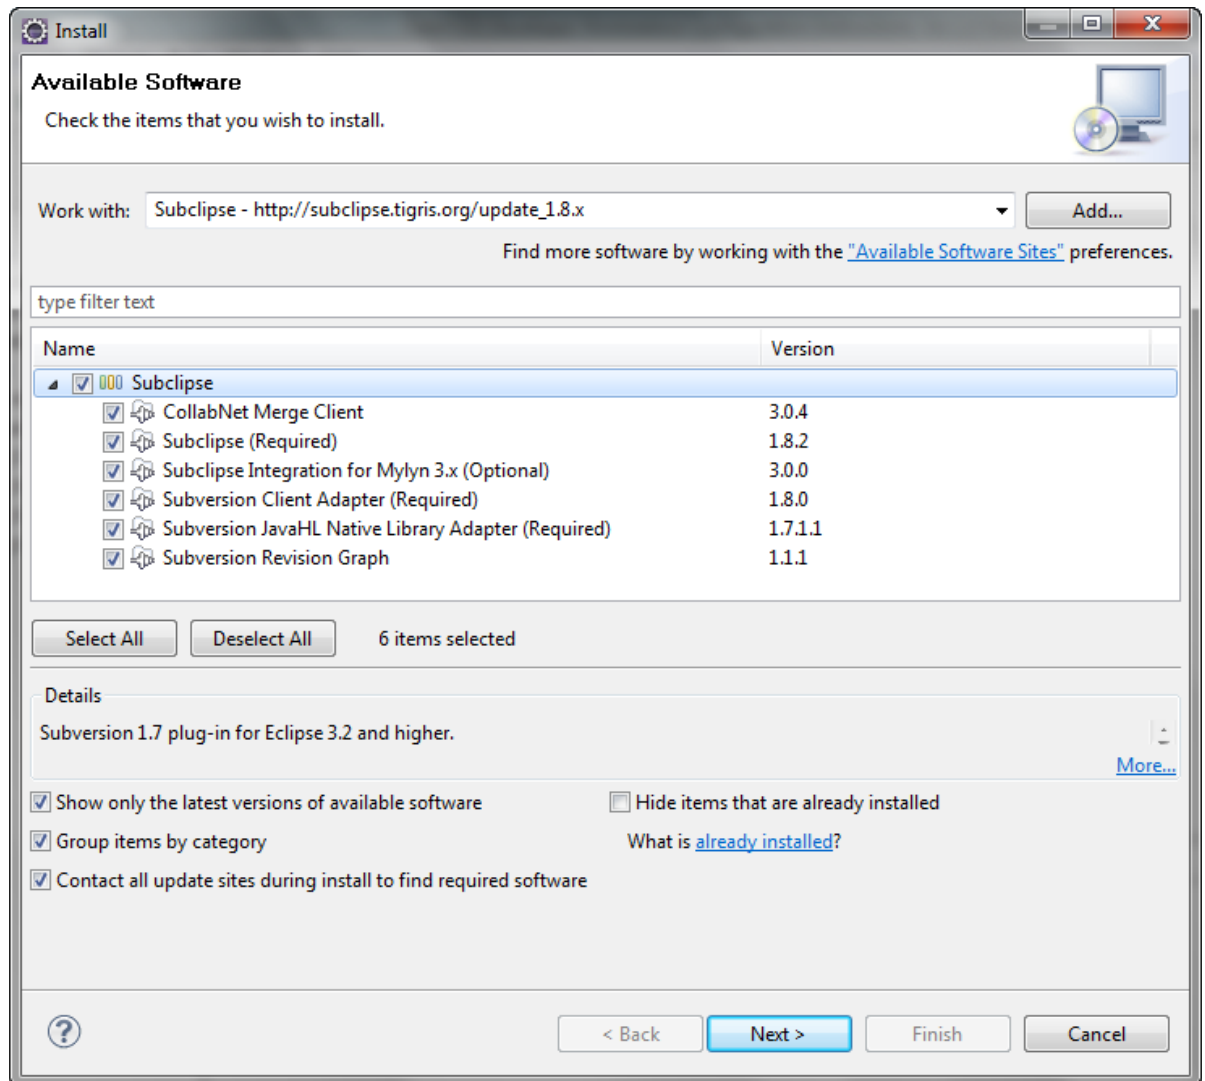 Install
Available Software
Check the items that you wish to install.
Work with: Subclipse - http://subclipse.tigris.org/update_1.8.x Add...
Find more software by working with the "Available Software Sites" preferences.
type filter text
Name Version
Subclipse
CollabNet Merge Client 3.0.4
Subclipse (Required) 1.8.2
Subclipse Integration for Mylyn 3.x (Optional) 3.0.0
Subversion Client Adapter (Required) 1.8.0
Subversion JavaHL Native Library Adapter (Required) 1.7.1.1
Subversion Revision Graph 1.1.1
Select All Deselect All 6 items selected
Details
Subversion 1.7 plug-in for Eclipse 3.2 and higher.
More...
Show only the latest versions of available software Hide items that are already installed
Group items by category What is already installed?
Contact all update sites during install to find required software
? < Back Next > Finish Cancel